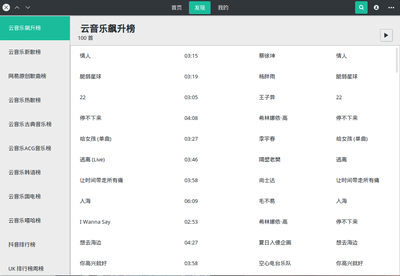 首页 发现 我的
云音乐飙升榜
云音乐新歌榜
网易原创歌曲榜
云音乐热歌榜
云音乐古典音乐榜
云音乐ACG音乐榜
云音乐韩语榜
云音乐国电榜
云音乐嘻哈榜
抖音排行榜
UK 排行榜周榜
云音乐飙升榜
100 首
情人 03:15 蔡徐坤 情人
脆弱星球 03:19 杨胖雨 脆弱星球
22 03:05 王子异 22
停不下来 04:08 希林娜依·高 停不下来
给女孩 (单曲) 03:27 李宇春 给女孩 (单曲)
逃离 (Live) 03:46 隔壁老樊 逃离
让时间带走所有痛 03:58 尚士达 让时间带走所有痛
人海 06:09 毛不易 人海
I Wanna Say 02:53 希林娜依·高 停不下来
想去海边 04:27 夏日入侵企画 想去海边
你高兴就好 03:58 空心电台乐队 你高兴就好